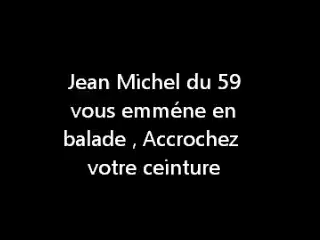 Jean Michel du 59
vous emméne en
balade , Accrochez
votre ceinture